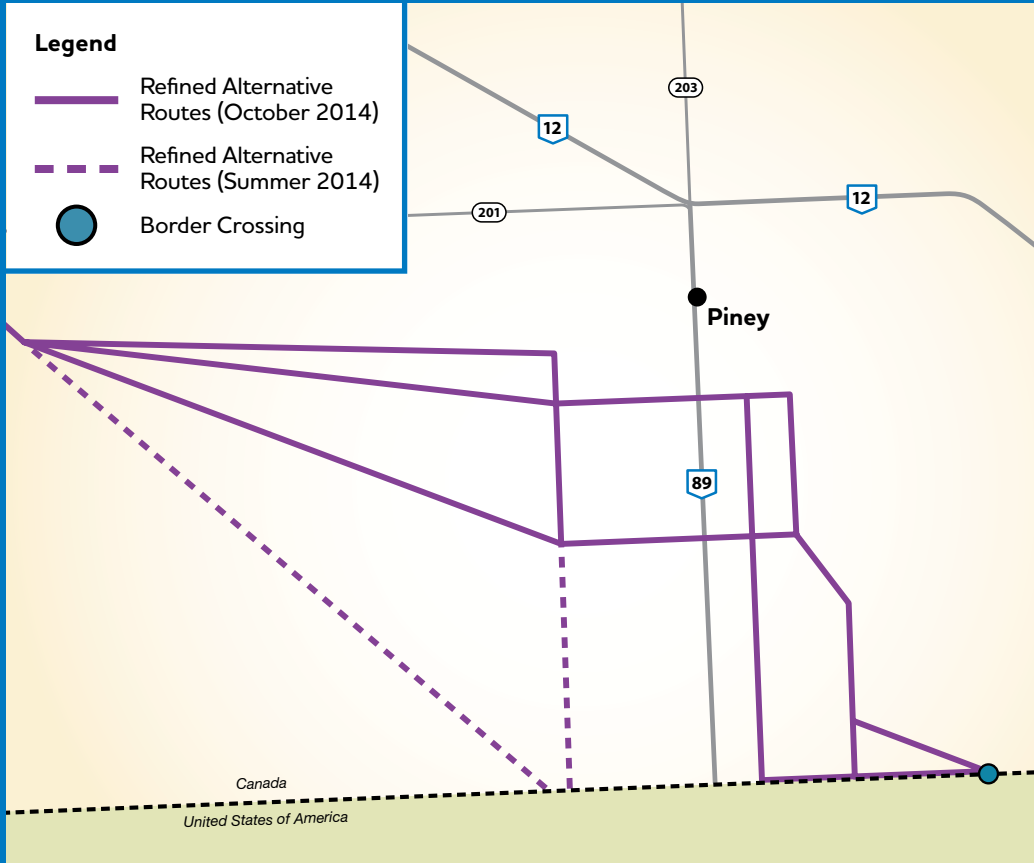 Legend
Refined Alternative
Routes (October 2014)
Refined Alternative
Routes (Summer 2014)
Border Crossing
203
12
12
201
Piney
89
Canada
United States of America